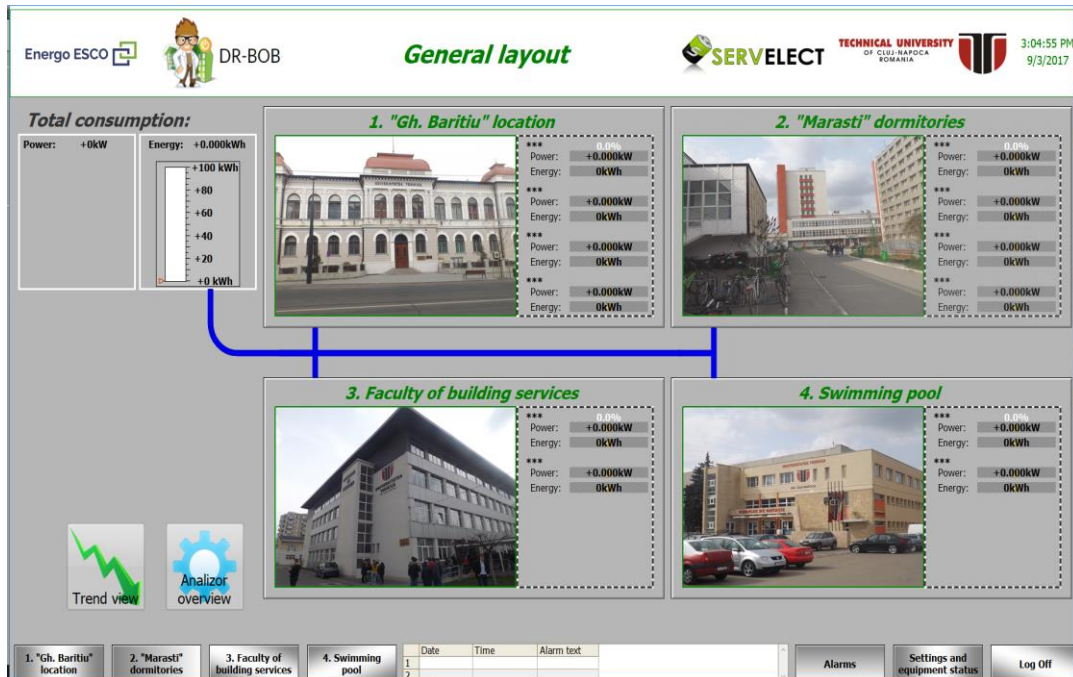 Energo ESCO
DR-BOB
General layout
SERVELECT
TECHNICAL UNIVERSITY
OF CLUJ-NAPOCA
ROMANIA
3:04:55 PM
9/3/2017
Total consumption:
Power: +0kW
Energy: +0.000kWh
+100 kWh
+80
+60
+40
+20
+0 kWh
1. "Gh. Baritiu" location
UNIVERSITATEA TEHNICA
*** 0.0%
Power: +0.000kW
Energy: 0kWh
***
Power: +0.000kW
Energy: 0kWh
***
Power: +0.000kW
Energy: 0kWh
***
Power: +0.000kW
Energy: 0kWh
2. "Marasti" dormitories
*** 0.0%
Power: +0.000kW
Energy: 0kWh
***
Power: +0.000kW
Energy: 0kWh
***
Power: +0.000kW
Energy: 0kWh
***
Power: +0.000kW
Energy: 0kWh
3. Faculty of building services
*** 0.0%
Power: +0.000kW
Energy: 0kWh
***
Power: +0.000kW
Energy: 0kWh
4. Swimming pool
UNIVERSITATEA TEHNICA
COMPLEX DE NATATIE
*** 0.0%
Power: +0.000kW
Energy: 0kWh
***
Power: +0.000kW
Energy: 0kWh
Trend view
Analizor
overview
1. "Gh. Baritiu"
location
2. "Marasti"
dormitories
3. Faculty of
building services
4. Swimming
pool
Date Time Alarm text
1
2
Alarms
Settings and
equipment status
Log Off